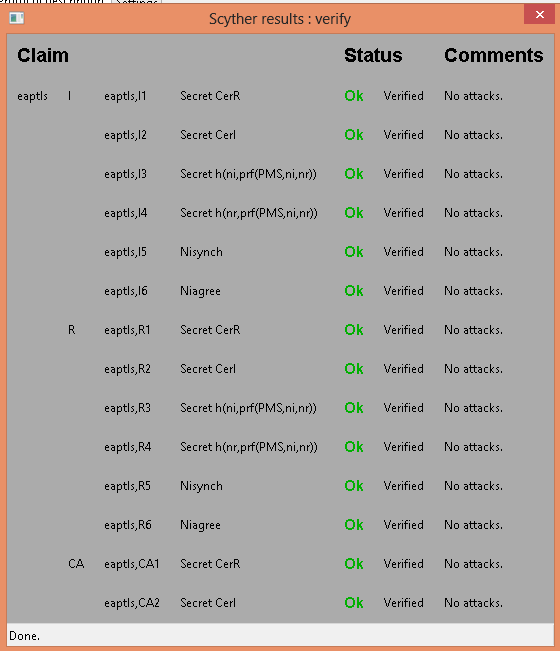 Settings
Scyther results : verify
Claim Status Comments
eaptls I eaptls,I1 Secret CerR Ok Verified No attacks.
eaptls,I2 Secret CerI Ok Verified No attacks.
eaptls,I3 Secret h(ni,prf(PMS,ni,nr)) Ok Verified No attacks.
eaptls,I4 Secret h(nr,prf(PMS,ni,nr)) Ok Verified No attacks.
eaptls,I5 Nisynch Ok Verified No attacks.
eaptls,I6 Niagree Ok Verified No attacks.
R eaptls,R1 Secret CerR Ok Verified No attacks.
eaptls,R2 Secret CerI Ok Verified No attacks.
eaptls,R3 Secret h(ni,prf(PMS,ni,nr)) Ok Verified No attacks.
eaptls,R4 Secret h(nr,prf(PMS,ni,nr)) Ok Verified No attacks.
eaptls,R5 Nisynch Ok Verified No attacks.
eaptls,R6 Niagree Ok Verified No attacks.
CA eaptls,CA1 Secret CerR Ok Verified No attacks.
eaptls,CA2 Secret CerI Ok Verified No attacks.
Done.